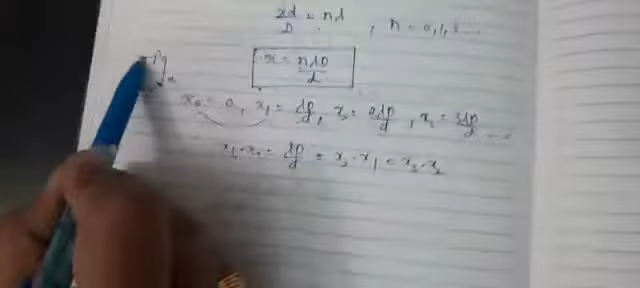 xd/D = nλ , n = 0, 1, 2 ....
x = nλD/d
x₀ = 0, x₁ = λD/d, x₂ = 2λD/d, x₃ = 3λD/d ....
x₁ - x₀ = λD/d = x₂ - x₁ = x₃ - x₂